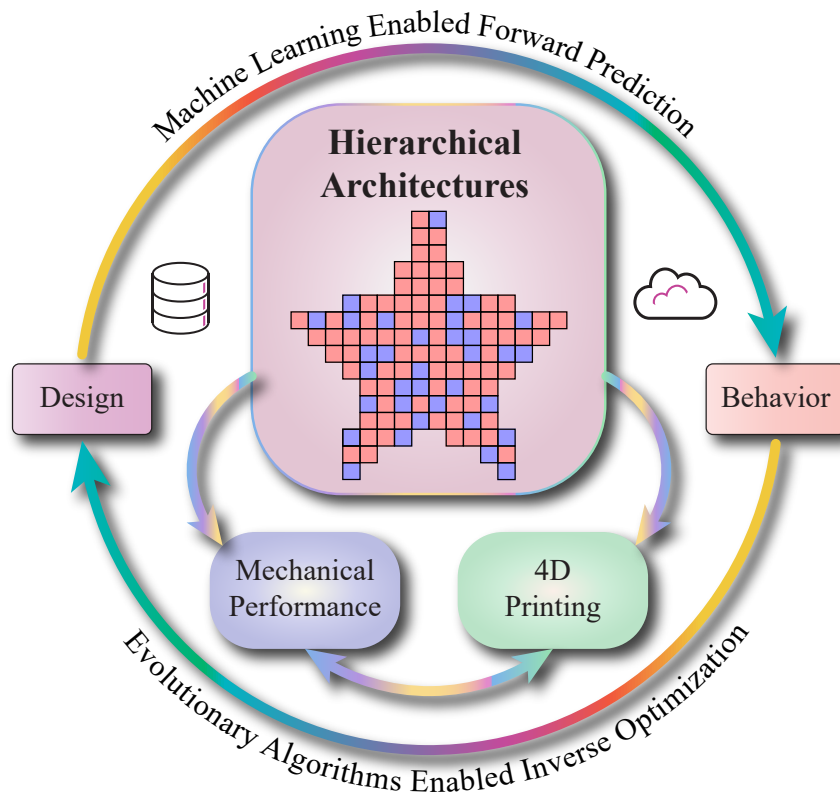 Machine Learning Enabled Forward Prediction
Hierarchical
Architectures
Design
Behavior
Mechanical
Performance
4D
Printing
Evolutionary Algorithms Enabled Inverse Optimization